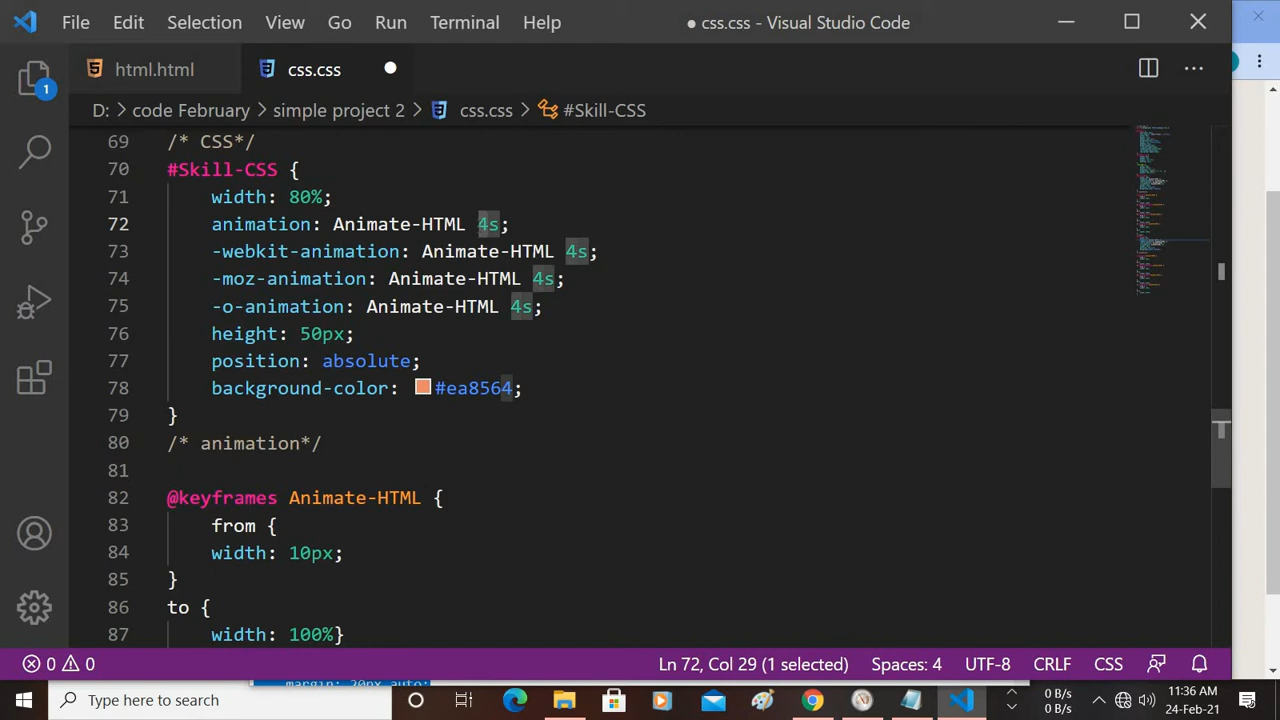 File Edit Selection View Go Run Terminal Help ● css.css - Visual Studio Code
html.html css.css
D: > code February > simple project 2 > css.css > #Skill-CSS
69 /* CSS*/
70 #Skill-CSS {
71 width: 80%;
72 animation: Animate-HTML 4s;
73 -webkit-animation: Animate-HTML 4s;
74 -moz-animation: Animate-HTML 4s;
75 -o-animation: Animate-HTML 4s;
76 height: 50px;
77 position: absolute;
78 background-color: #ea8564;
79 }
80 /* animation*/
81
82 @keyframes Animate-HTML {
83 from {
84 width: 10px;
85 }
86 to {
87 width: 100%}
1
0 0 Ln 72, Col 29 (1 selected) Spaces: 4 UTF-8 CRLF CSS
margin: 20px auto;
Type here to search
0 B/s
0 B/s
11:36 AM
24-Feb-21